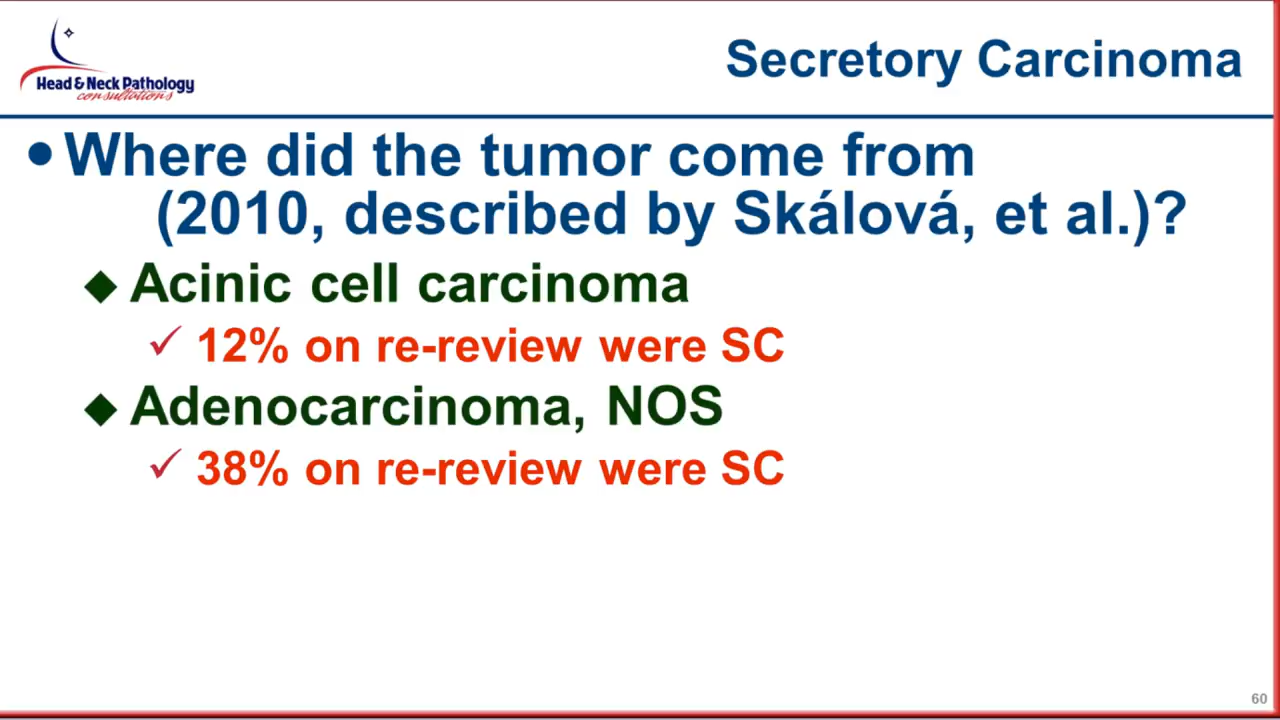 Head & Neck Pathology
consultations
Secretory Carcinoma
• Where did the tumor come from
(2010, described by Skálová, et al.)?
◆ Acinic cell carcinoma
✓ 12% on re-review were SC
◆ Adenocarcinoma, NOS
✓ 38% on re-review were SC
60